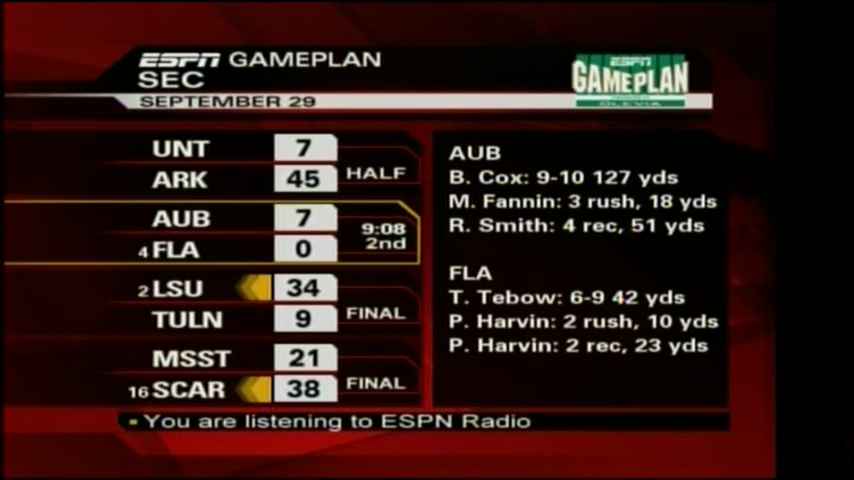 ESPN GAMEPLAN
SEC
SEPTEMBER 29
ESPN
GAMEPLAN
UNT 7
ARK 45
HALF
AUB 7
4 FLA 0
9:08
2nd
2 LSU 34
TULN 9
FINAL
MSST 21
16 SCAR 38
FINAL
AUB
B. Cox: 9-10 127 yds
M. Fannin: 3 rush, 18 yds
R. Smith: 4 rec, 51 yds
FLA
T. Tebow: 6-9 42 yds
P. Harvin: 2 rush, 10 yds
P. Harvin: 2 rec, 23 yds
You are listening to ESPN Radio